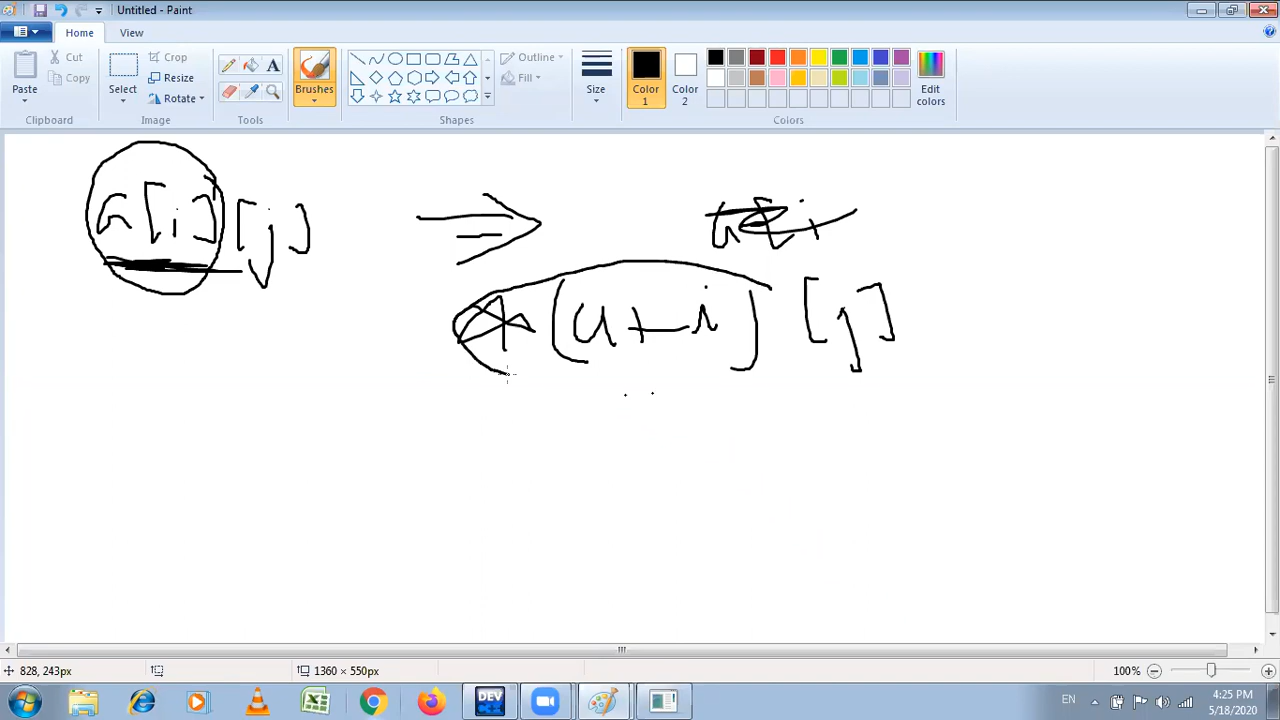 Untitled - Paint
Home
View
Paste
Cut
Copy
Clipboard
Select
Crop
Resize
Rotate
Image
Tools
Brushes
Shapes
Outline
Fill
Size
Color
1
Color
2
Edit
colors
Colors
a[i][j]
*(a+i)[j]
828, 243px
1360 × 550px
100%
DEV
C++
EN
4:25 PM
5/18/2020